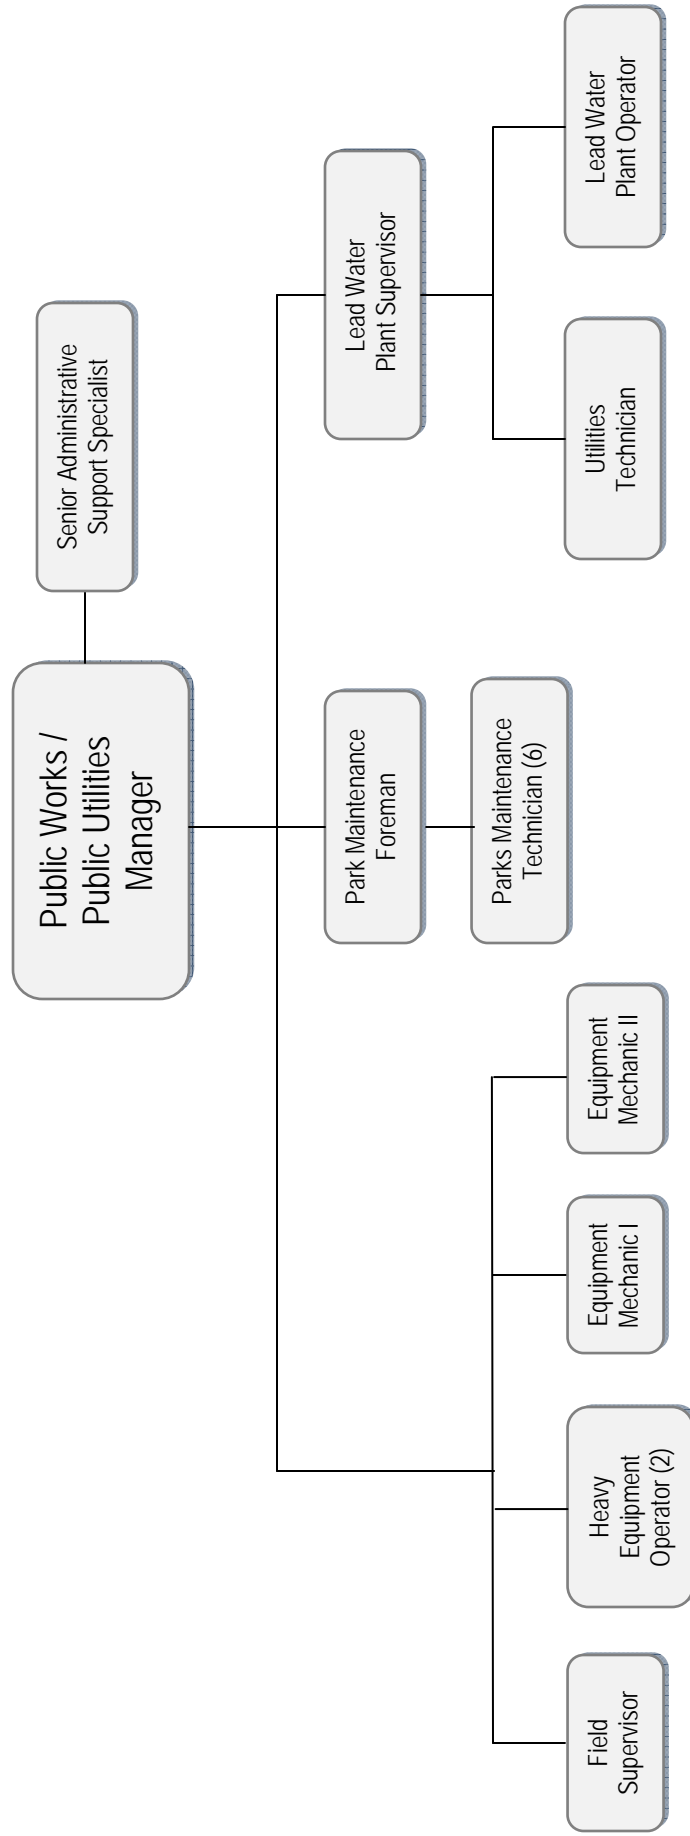 Public Works /
Public Utilities
Manager
Senior Administrative
Support Specialist
Park Maintenance
Foreman
Lead Water
Plant Supervisor
Parks Maintenance
Technician (6)
Field
Supervisor
Heavy
Equipment
Operator (2)
Equipment
Mechanic I
Equipment
Mechanic II
Utilities
Technician
Lead Water
Plant Operator